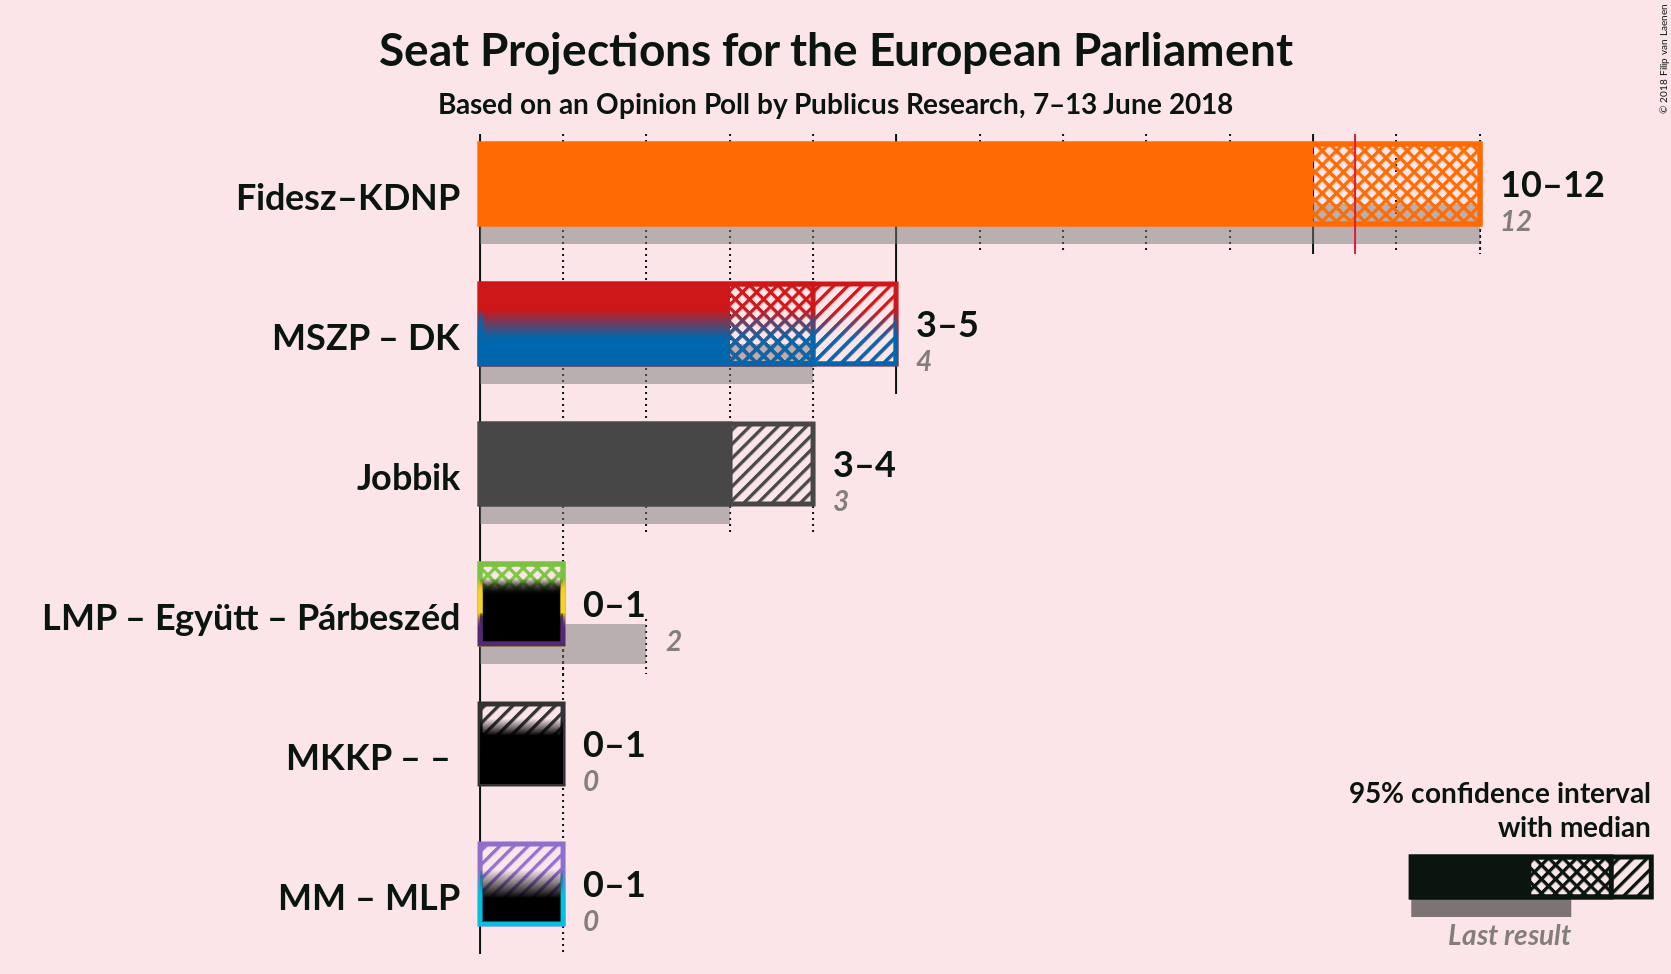 Seat Projections for the European Parliament
Based on an Opinion Poll by Publicus Research, 7–13 June 2018
© 2018 Filip van Laenen
Fidesz–KDNP
10–12
12
MSZP – DK
3–5
4
Jobbik
3–4
3
LMP – Együtt – Párbeszéd
0–1
2
MKKP – –
0–1
0
MM – MLP
0–1
0
95% confidence interval
with median
Last result